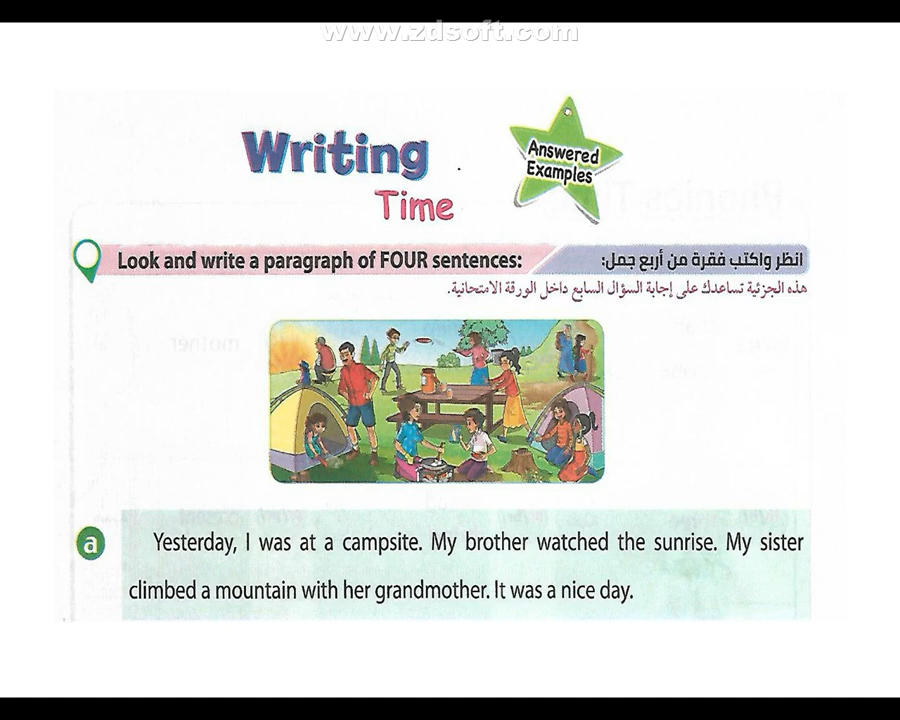 www.zdsoft.com
Writing
Time
Answered
Examples
Look and write a paragraph of FOUR sentences:
انظر واكتب فقرة من أربع جمل:
هذه الجزئية تساعدك على إجابة السؤال السابع داخل الورقة الامتحانية.
a
Yesterday, I was at a campsite. My brother watched the sunrise. My sister
climbed a mountain with her grandmother. It was a nice day.